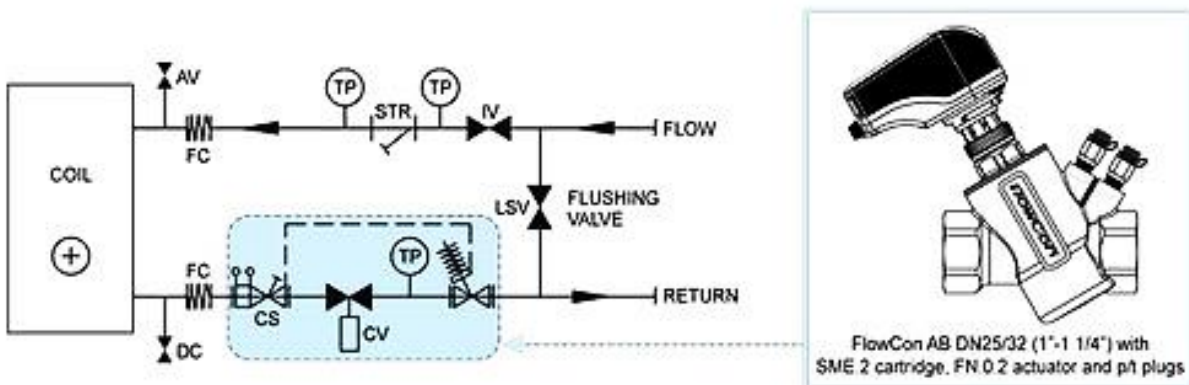 AV
TP
TP
STR
IV
FLOW
FC
COIL
LSV
FLUSHING
VALVE
FC
TP
CS
CV
RETURN
DC
FLOWCON
FlowCon AB DN25/32 (1"-1 1/4") with
SME 2 cartridge, FN 0 2 actuator and p/t plugs